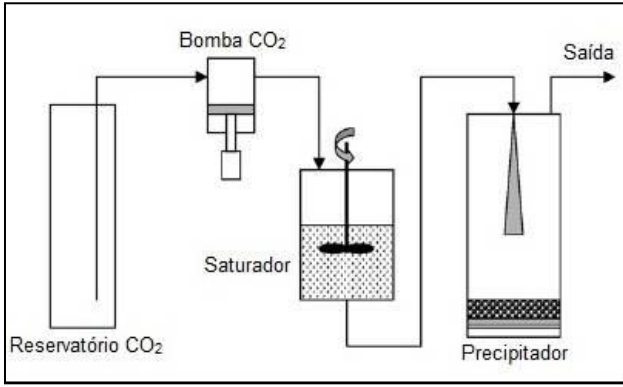 Bomba CO₂
Saída
Saturador
Reservatório CO₂
Precipitador